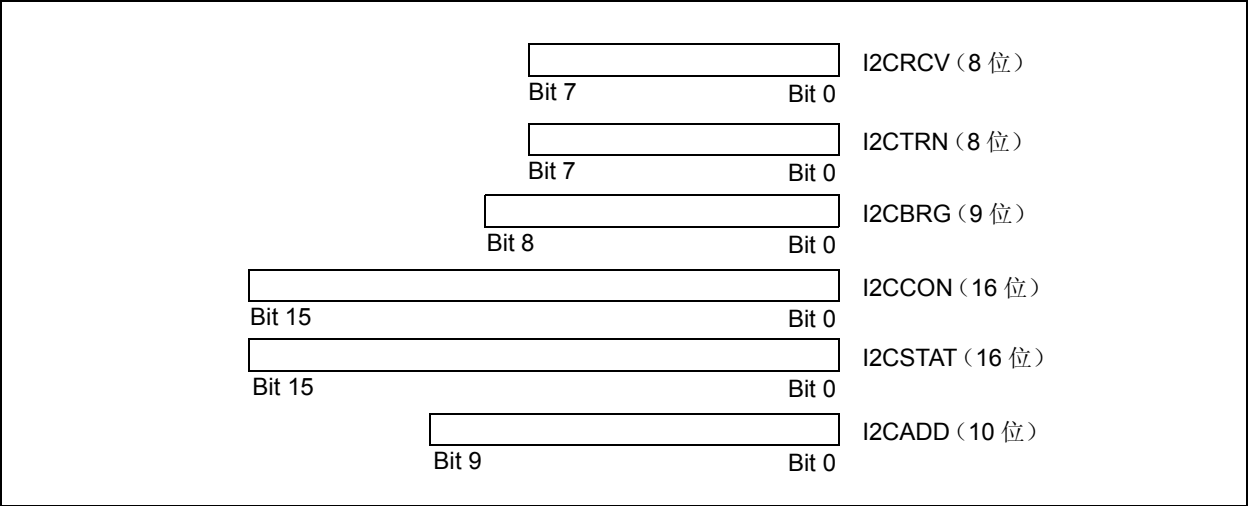 I2CRCV（8 位）
Bit 7 Bit 0
I2CTRN（8 位）
Bit 7 Bit 0
I2CBRG（9 位）
Bit 8 Bit 0
I2CCON（16 位）
Bit 15 Bit 0
I2CSTAT（16 位）
Bit 15 Bit 0
I2CADD（10 位）
Bit 9 Bit 0